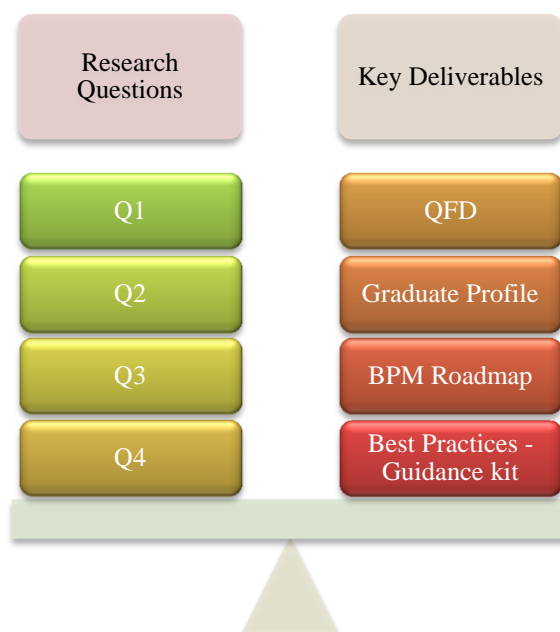 Research
Questions
Key Deliverables
Q1
QFD
Q2
Graduate Profile
Q3
BPM Roadmap
Q4
Best Practices -
Guidance kit